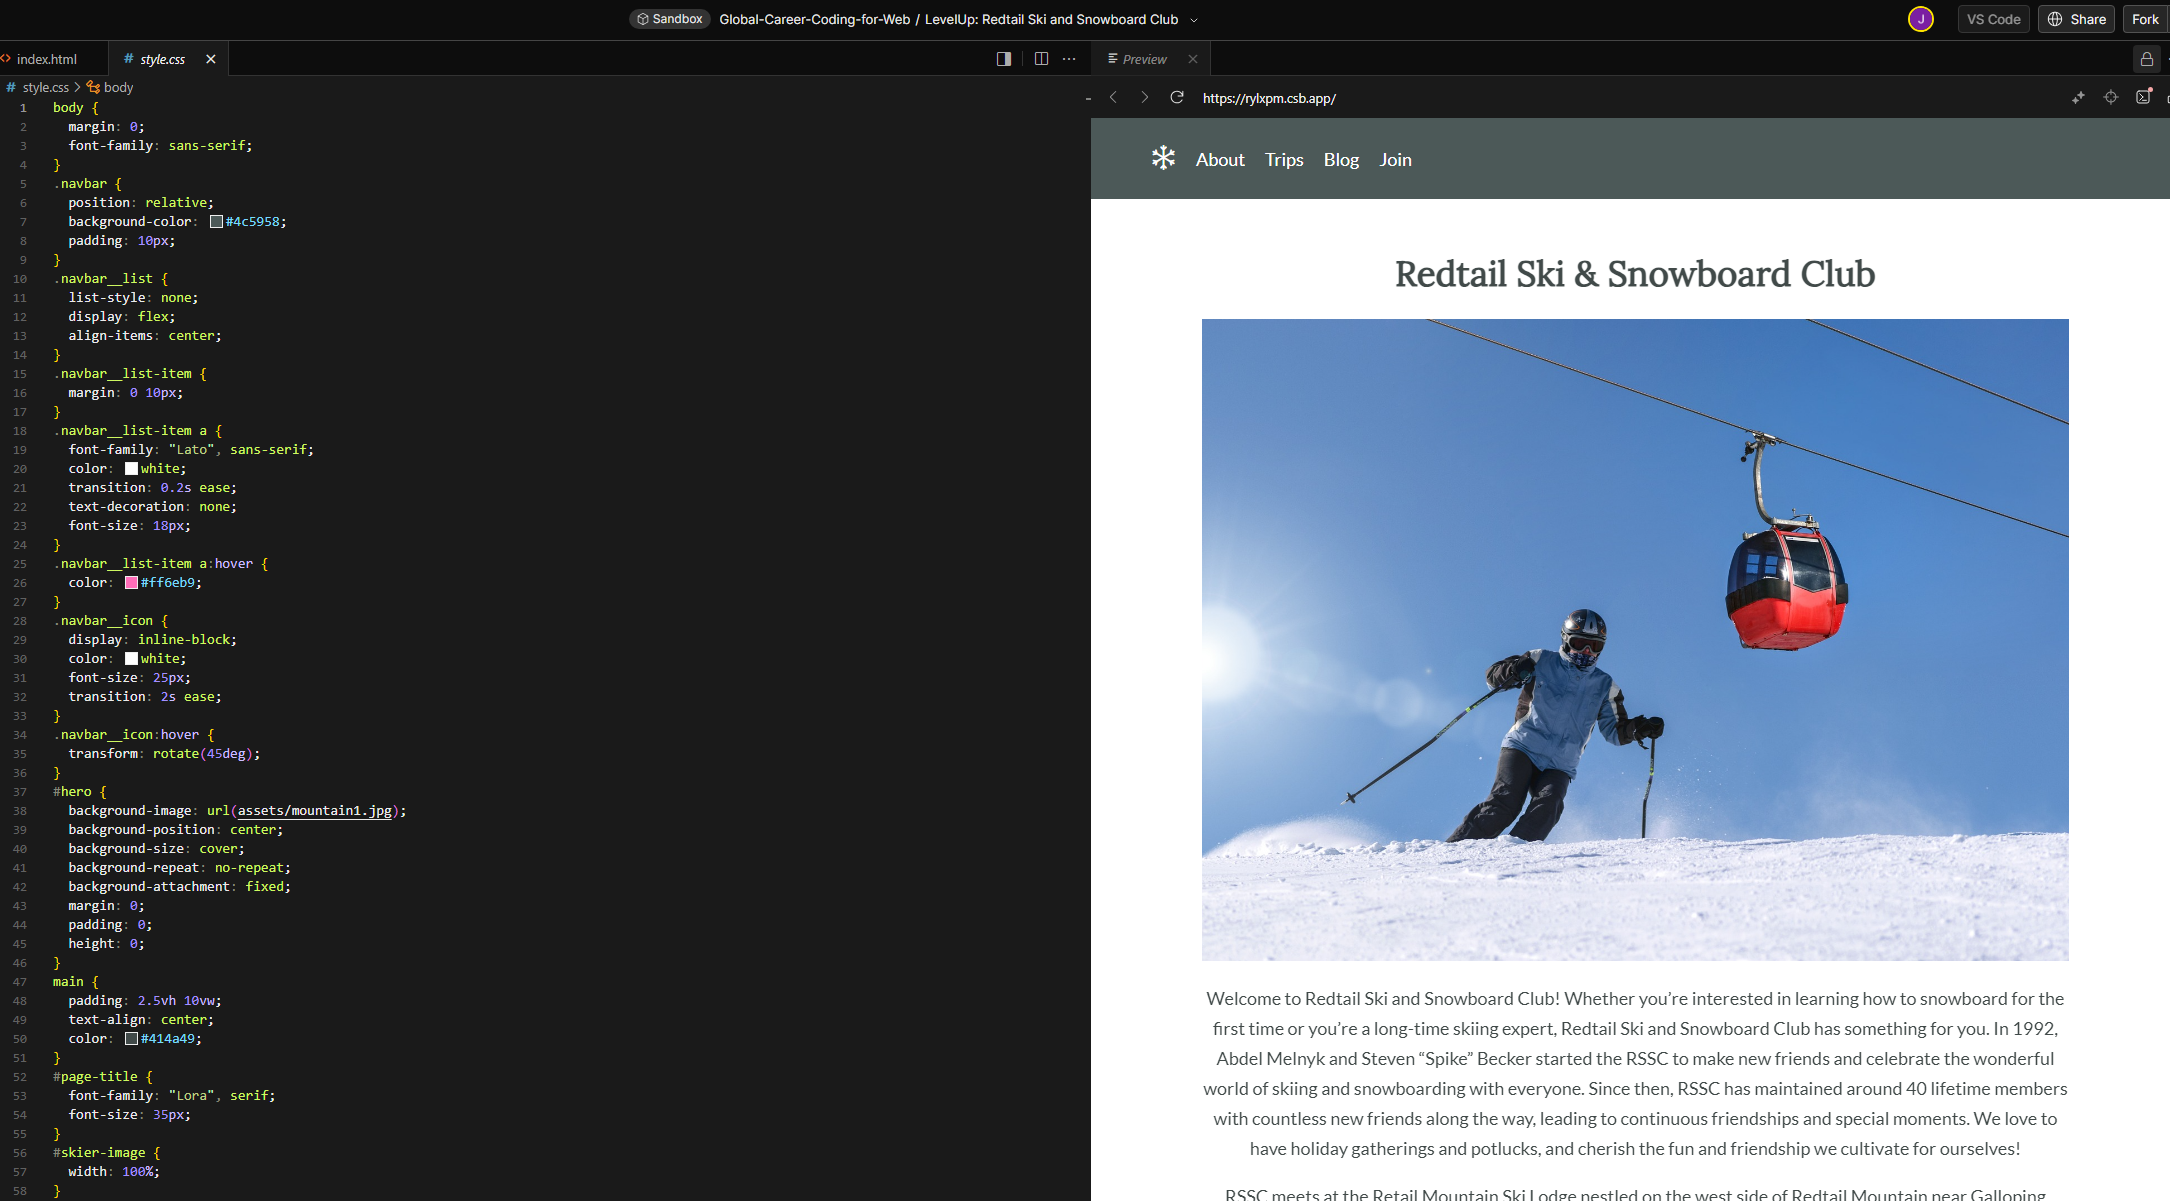 Sandbox Global-Career-Coding-for-Web / LevelUp: Redtail Ski and Snowboard Club
J VS Code Share Fork
<> index.html # style.css × ···
# style.css > body
1 body {
2 margin: 0;
3 font-family: sans-serif;
4 }
5 .navbar {
6 position: relative;
7 background-color: #4c5958;
8 padding: 10px;
9 }
10 .navbar__list {
11 list-style: none;
12 display: flex;
13 align-items: center;
14 }
15 .navbar__list-item {
16 margin: 0 10px;
17 }
18 .navbar__list-item a {
19 font-family: "Lato", sans-serif;
20 color: white;
21 transition: 0.2s ease;
22 text-decoration: none;
23 font-size: 18px;
24 }
25 .navbar__list-item a:hover {
26 color: #ff6eb9;
27 }
28 .navbar__icon {
29 display: inline-block;
30 color: white;
31 font-size: 25px;
32 transition: 2s ease;
33 }
34 .navbar__icon:hover {
35 transform: rotate(45deg);
36 }
37 #hero {
38 background-image: url(assets/mountain1.jpg);
39 background-position: center;
40 background-size: cover;
41 background-repeat: no-repeat;
42 background-attachment: fixed;
43 margin: 0;
44 padding: 0;
45 height: 0;
46 }
47 main {
48 padding: 2.5vh 10vw;
49 text-align: center;
50 color: #414a49;
51 }
52 #page-title {
53 font-family: "Lora", serif;
54 font-size: 35px;
55 }
56 #skier-image {
57 width: 100%;
58 }
Preview ×
https://rylxpm.csb.app/
About Trips Blog Join
Redtail Ski & Snowboard Club
Welcome to Redtail Ski and Snowboard Club! Whether you’re interested in learning how to snowboard for the
first time or you’re a long-time skiing expert, Redtail Ski and Snowboard Club has something for you. In 1992,
Abdel Melnyk and Steven “Spike” Becker started the RSSC to make new friends and celebrate the wonderful
world of skiing and snowboarding with everyone. Since then, RSSC has maintained around 40 lifetime members
with countless new friends along the way, leading to continuous friendships and special moments. We love to
have holiday gatherings and potlucks, and cherish the fun and friendship we cultivate for ourselves!
RSSC meets at the Retail Mountain Ski Lodge nestled on the west side of Redtail Mountain near Galloping